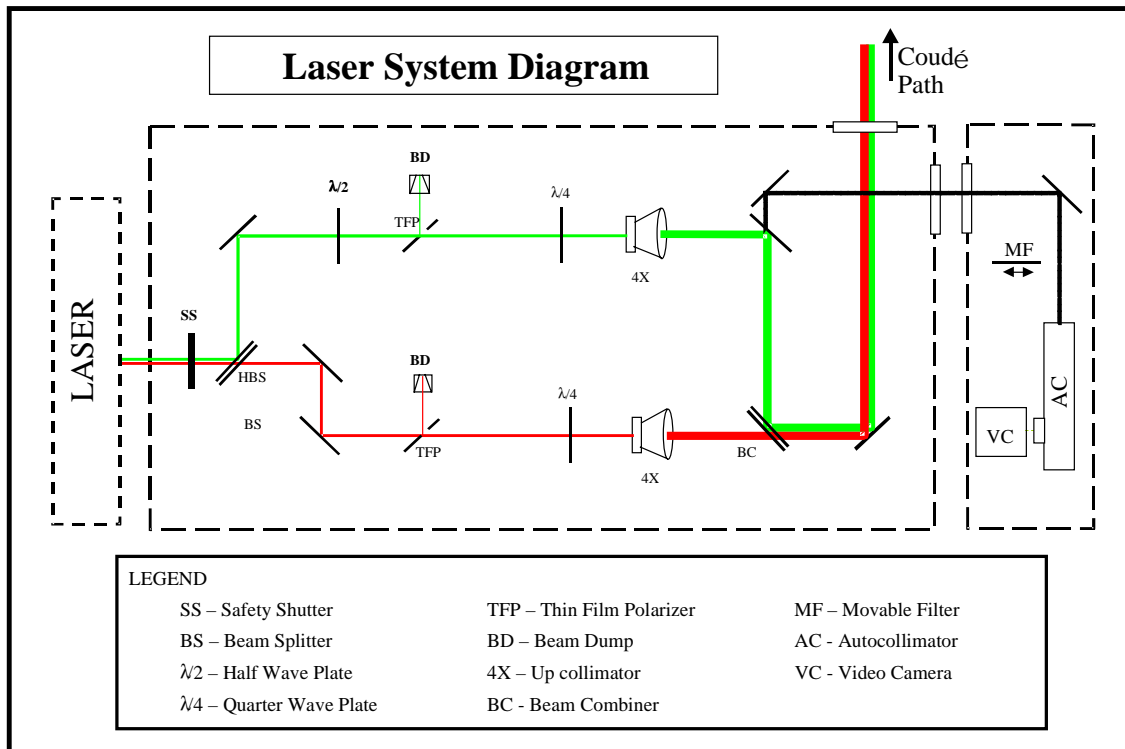 Laser System Diagram
Coudé
Path
BD
λ/2
λ/4
TFP
4X
MF
LASER
SS
HBS
BD
λ/4
BS
TFP
4X
BC
VC
AC
LEGEND
SS – Safety Shutter
TFP – Thin Film Polarizer
MF – Movable Filter
BS – Beam Splitter
BD – Beam Dump
AC - Autocollimator
λ/2 – Half Wave Plate
4X – Up collimator
VC - Video Camera
λ/4 – Quarter Wave Plate
BC - Beam Combiner